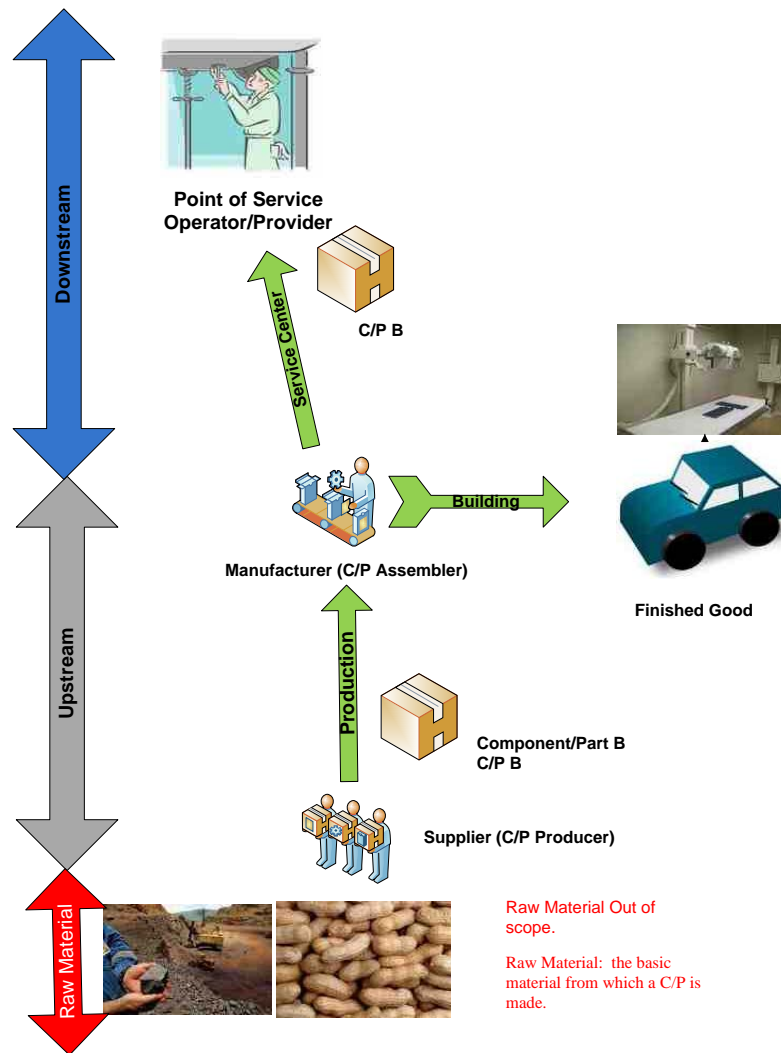 Downstream
Point of Service
Operator/Provider
Service Center
C/P B
Building
Manufacturer (C/P Assembler)
Finished Good
Upstream
Production
Component/Part B
C/P B
Supplier (C/P Producer)
Raw Material
Raw Material Out of
scope.
Raw Material:  the basic
material from which a C/P is
made.